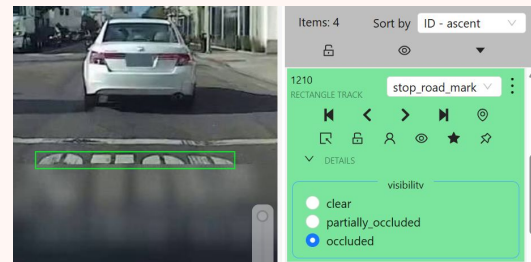 Items: 4 Sort by ID - ascent
1210 stop_road_mark
RECTANGLE TRACK
DETAILS
visibility
clear
partially_occluded
occluded